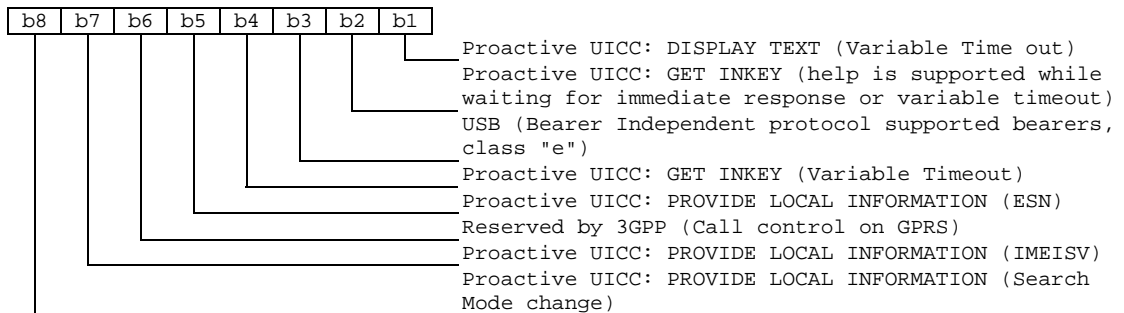 b8 b7 b6 b5 b4 b3 b2 b1
Proactive UICC: DISPLAY TEXT (Variable Time out)
Proactive UICC: GET INKEY (help is supported while
waiting for immediate response or variable timeout)
USB (Bearer Independent protocol supported bearers,
class "e")
Proactive UICC: GET INKEY (Variable Timeout)
Proactive UICC: PROVIDE LOCAL INFORMATION (ESN)
Reserved by 3GPP (Call control on GPRS)
Proactive UICC: PROVIDE LOCAL INFORMATION (IMEISV)
Proactive UICC: PROVIDE LOCAL INFORMATION (Search
Mode change)